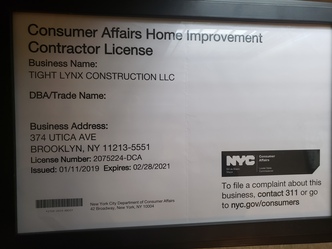 Consumer Affairs Home Improvement
Contractor License
Business Name:
TIGHT LYNX CONSTRUCTION LLC
DBA/Trade Name:
Business Address:
374 UTICA AVE
BROOKLYN, NY 11213-5551
License Number: 2075224-DCA
Issued: 01/11/2019 Expires: 02/28/2021
NYC
Consumer
Affairs
New York City Department of Consumer Affairs
42 Broadway, New York, NY 10004
To file a complaint about this
business, contact 311 or go
to nyc.gov/consumers